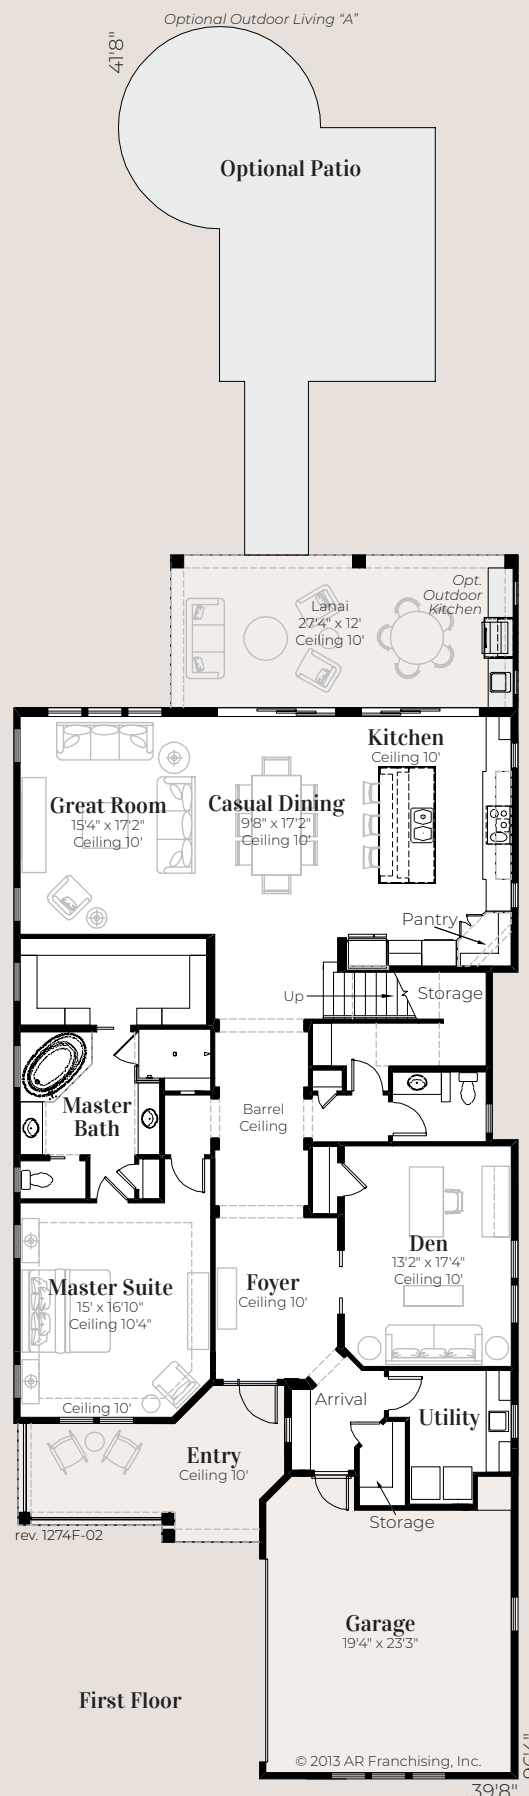 Optional Outdoor Living “A”
41'8"
Optional Patio
Opt.
Outdoor
Kitchen
Lanai
27'4" x 12'
Ceiling 10'
Kitchen
Ceiling 10'
Great Room
15'4" x 17'2"
Ceiling 10'
Casual Dining
9'8" x 17'2"
Ceiling 10'
Pantry
Up
Storage
Master
Bath
Barrel
Ceiling
Den
13'2" x 17'4"
Ceiling 10'
Master Suite
15' x 16'10"
Ceiling 10'4"
Foyer
Ceiling 10'
Ceiling 10'
Arrival
Utility
Entry
Ceiling 10'
Storage
rev. 1274F-02
Garage
19'4" x 23'3"
First Floor
© 2013 AR Franchising, Inc.
39'8"